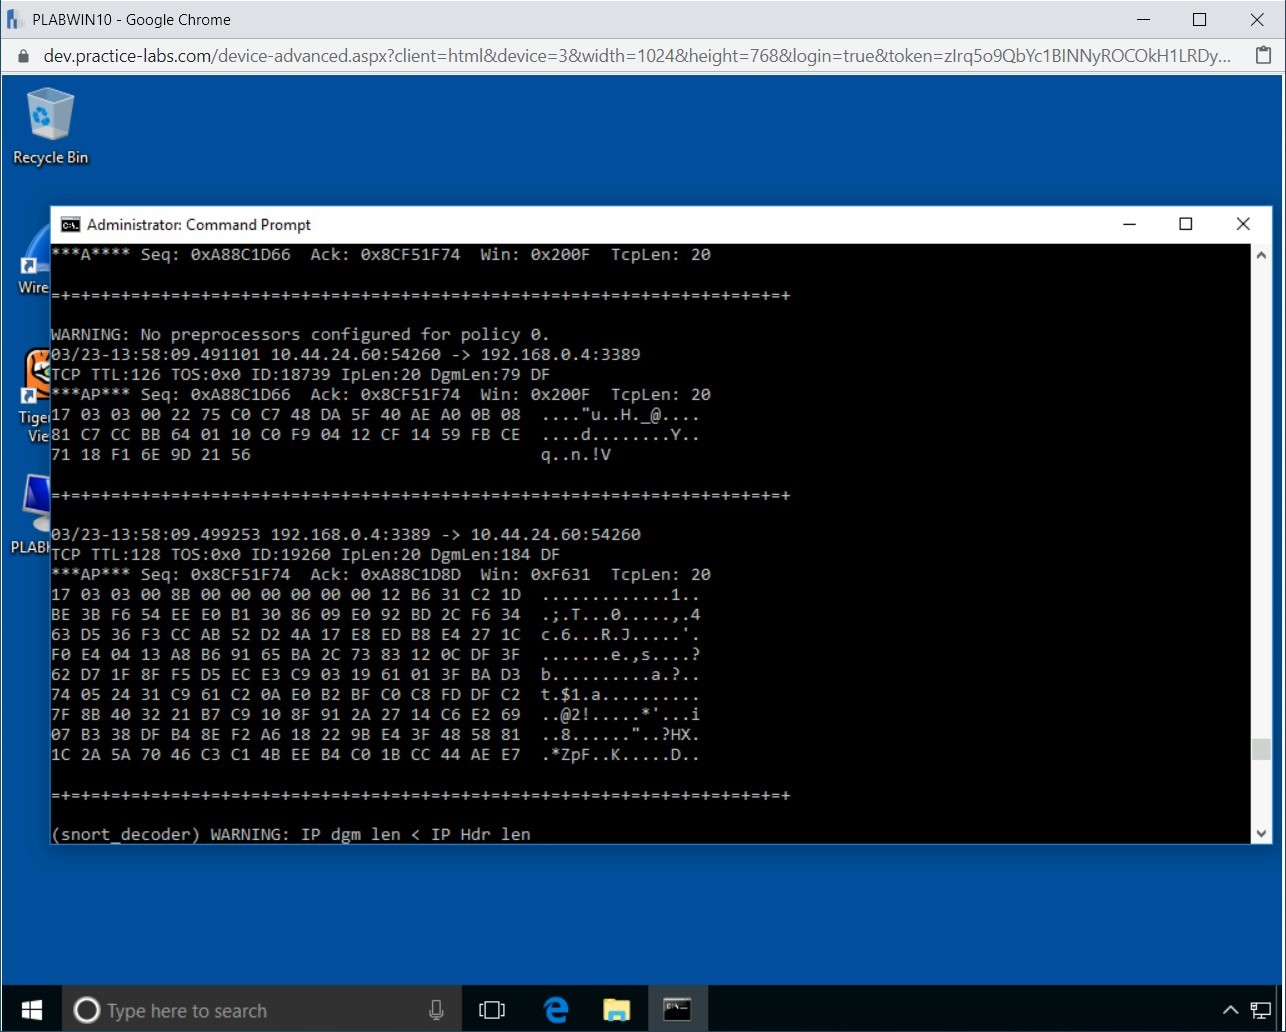 PLABWIN10 - Google Chrome
dev.practice-labs.com/device-advanced.aspx?client=html&device=3&width=1024&height=768&login=true&token=zIrq5o9QbYc1BINNyROCOkH1LRDy...
Recycle Bin
Administrator: Command Prompt
***A**** Seq: 0xA88C1D66  Ack: 0x8CF51F74  Win: 0x200F  TcpLen: 20
Wire
=+=+=+=+=+=+=+=+=+=+=+=+=+=+=+=+=+=+=+=+=+=+=+=+=+=+=+=+=+=+=+=+=+=+=+=+=+
WARNING: No preprocessors configured for policy 0.
03/23-13:58:09.491101 10.44.24.60:54260 -> 192.168.0.4:3389
TCP TTL:126 TOS:0x0 ID:18739 IpLen:20 DgmLen:79 DF
***AP*** Seq: 0xA88C1D66  Ack: 0x8CF51F74  Win: 0x200F  TcpLen: 20
17 03 03 00 22 75 C0 C7 48 DA 5F 40 AE A0 0B 08  ...."u..H._@....
Tige
Vie
81 C7 CC BB 64 01 10 C0 F9 04 12 CF 14 59 FB CE  ....d........Y..
71 18 F1 6E 9D 21 56                             q..n.!V
=+=+=+=+=+=+=+=+=+=+=+=+=+=+=+=+=+=+=+=+=+=+=+=+=+=+=+=+=+=+=+=+=+=+=+=+=+
03/23-13:58:09.499253 192.168.0.4:3389 -> 10.44.24.60:54260
PLAB
TCP TTL:128 TOS:0x0 ID:19260 IpLen:20 DgmLen:184 DF
***AP*** Seq: 0x8CF51F74  Ack: 0xA88C1D8D  Win: 0xF631  TcpLen: 20
17 03 03 00 8B 00 00 00 00 00 00 12 B6 31 C2 1D  .............1..
BE 3B F6 54 EE E0 B1 30 86 09 E0 92 BD 2C F6 34  .;.T...0.....,.4
63 D5 36 F3 CC AB 52 D2 4A 17 E8 ED B8 E4 27 1C  c.6...R.J.....'.
F0 E4 04 13 A8 B6 91 65 BA 2C 73 83 12 0C DF 3F  .......e.,s....?
62 D7 1F 8F F5 D5 EC E3 C9 03 19 61 01 3F BA D3  b..........a.?..
74 05 24 31 C9 61 C2 0A E0 B2 BF C0 C8 FD DF C2  t.$1.a..........
7F 8B 40 32 21 B7 C9 10 8F 91 2A 27 14 C6 E2 69  ..@2!.....*'...i
07 B3 38 DF B4 8E F2 A6 18 22 9B E4 3F 48 58 81  ..8......"..?HX.
1C 2A 5A 70 46 C3 C1 4B EE B4 C0 1B CC 44 AE E7  .*ZpF..K.....D..
=+=+=+=+=+=+=+=+=+=+=+=+=+=+=+=+=+=+=+=+=+=+=+=+=+=+=+=+=+=+=+=+=+=+=+=+=+
(snort_decoder) WARNING: IP dgm len < IP Hdr len
Type here to search